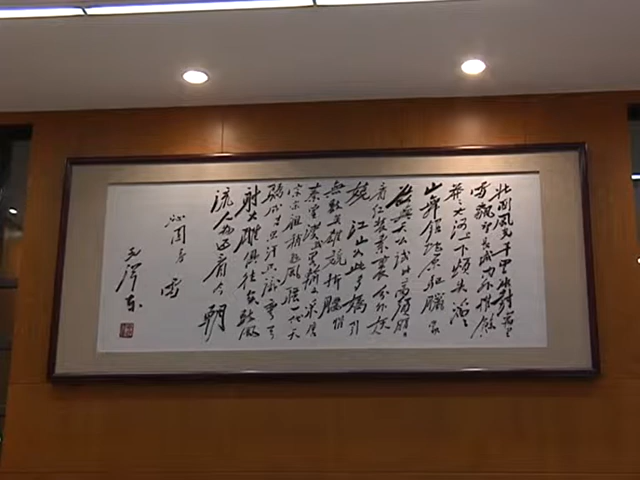 北国風光千里冰封万里
雪飘望长城内外惟馀
莽莽大河上下顿失滔滔
山舞银蛇原驰腊象
欲与天公试比高须晴日
看红装素裹分外妖
娆江山如此多娇引
无数英雄竞折腰惜
秦皇汉武略输文采唐
宗宋祖稍逊风骚一代天
骄成吉思汗只识弯弓
射大雕俱往矣数风
流人物还看今朝
沁园春 雪
毛泽东